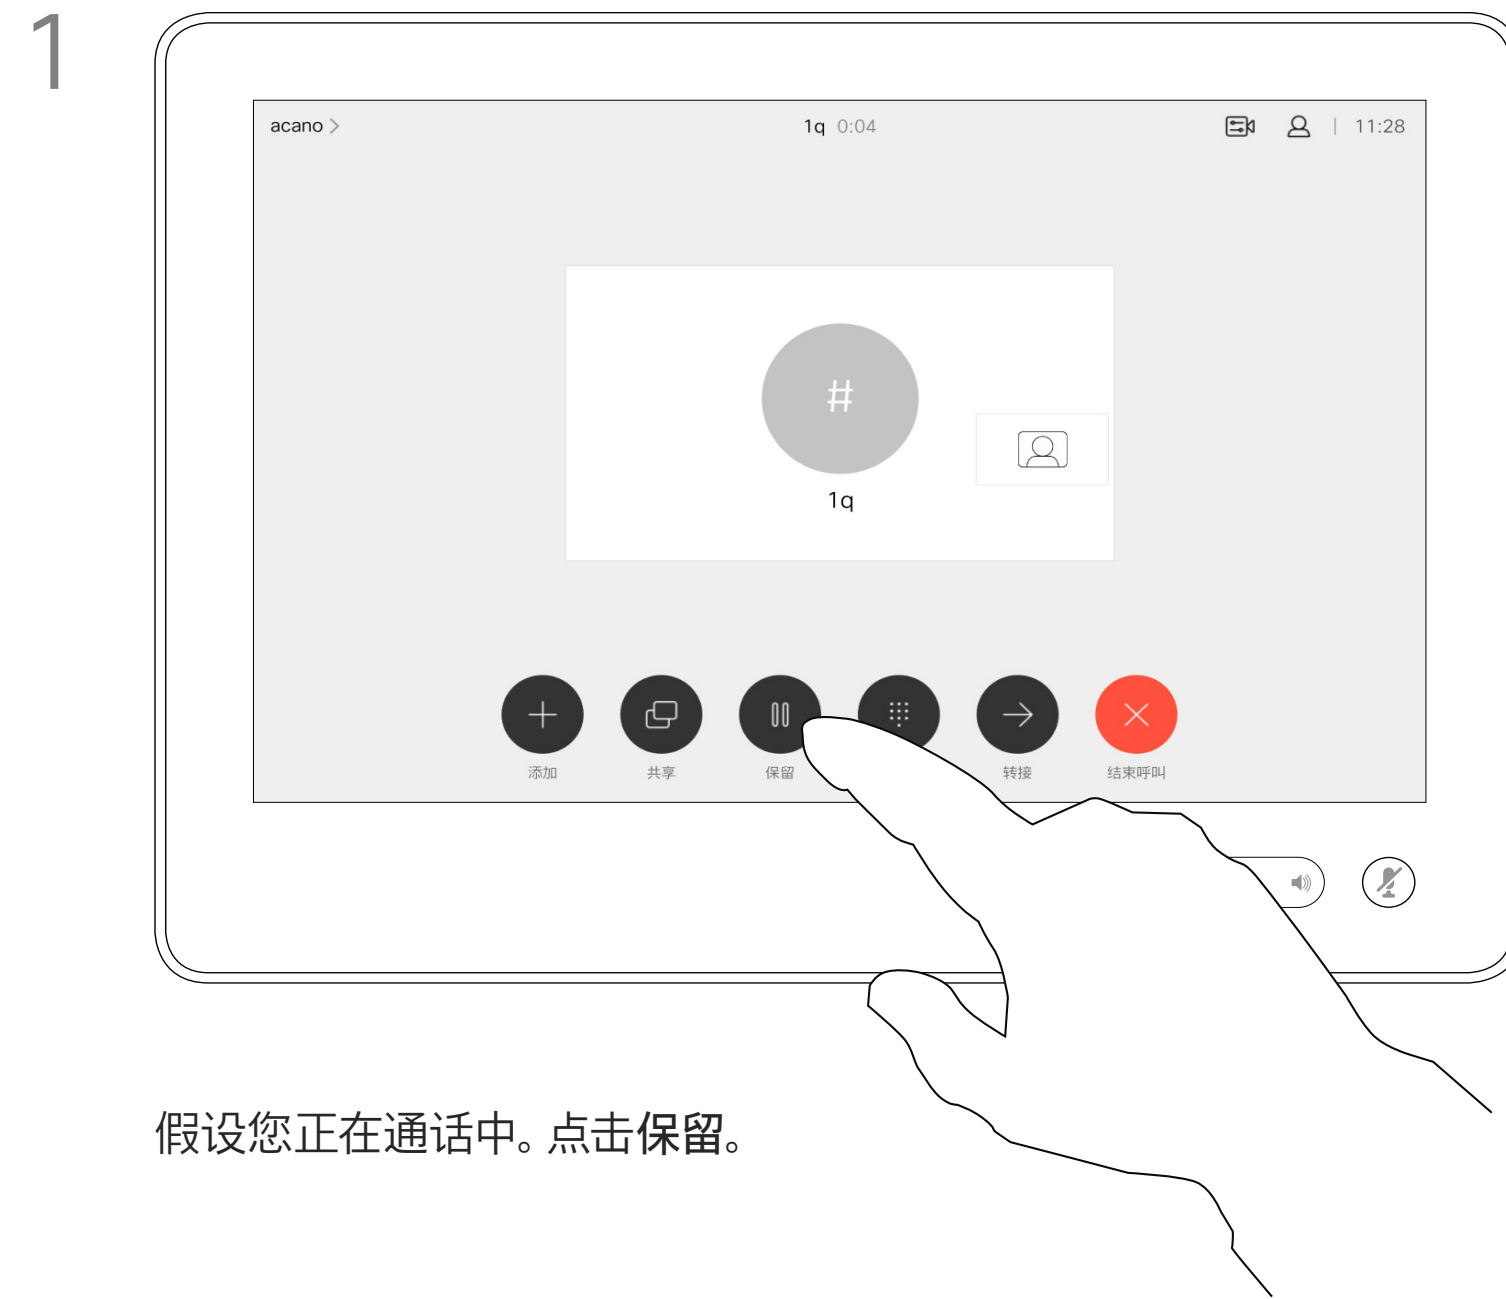 1
acano
1q 0:04
11:28
#
1q
添加
共享
保留
转接
结束呼叫
假设您正在通话中。点击保留。